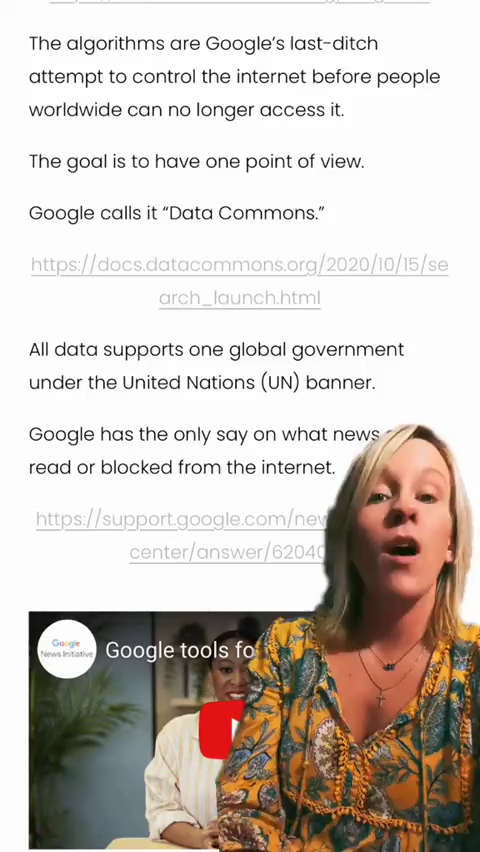 The algorithms are Google's last-ditch
attempt to control the internet before people
worldwide can no longer access it.
The goal is to have one point of view.
Google calls it “Data Commons.”
https://docs.datacommons.org/2020/10/15/se
arch_launch.html
All data supports one global government
under the United Nations (UN) banner.
Google has the only say on what news
read or blocked from the internet.
https://support.google.com/new
center/answer/62040
Google
News Initiative
Google tools fo